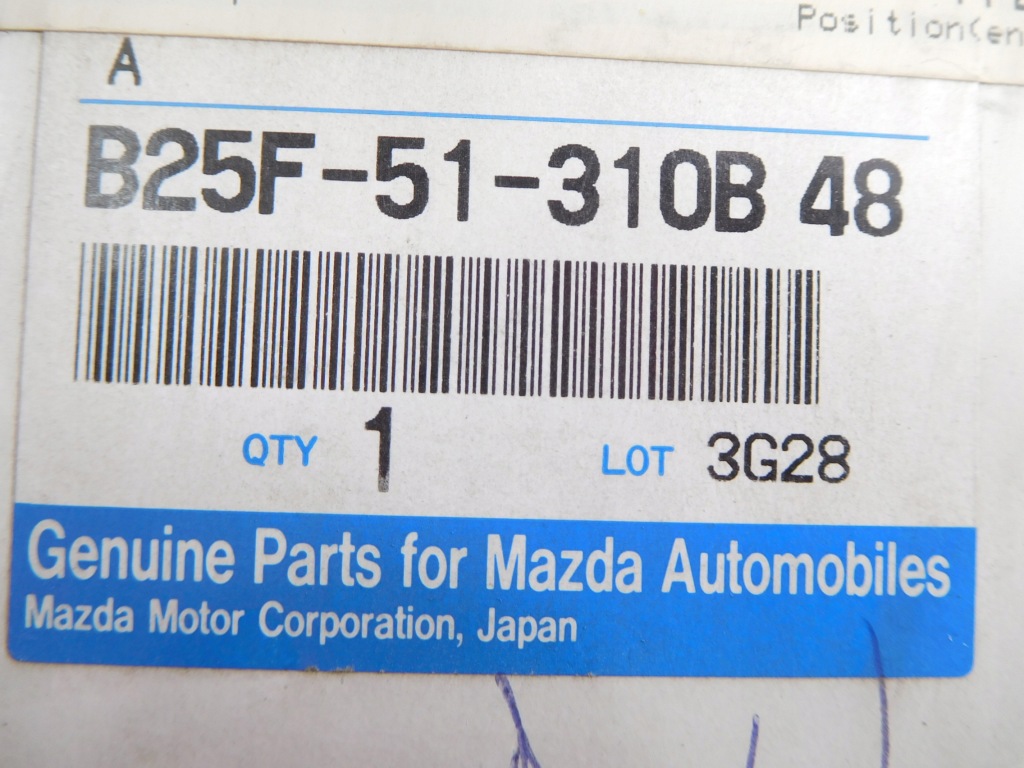 Position(en
A
B25F-51-310B 48
QTY 1 LOT 3G28
Genuine Parts for Mazda Automobiles
Mazda Motor Corporation, Japan